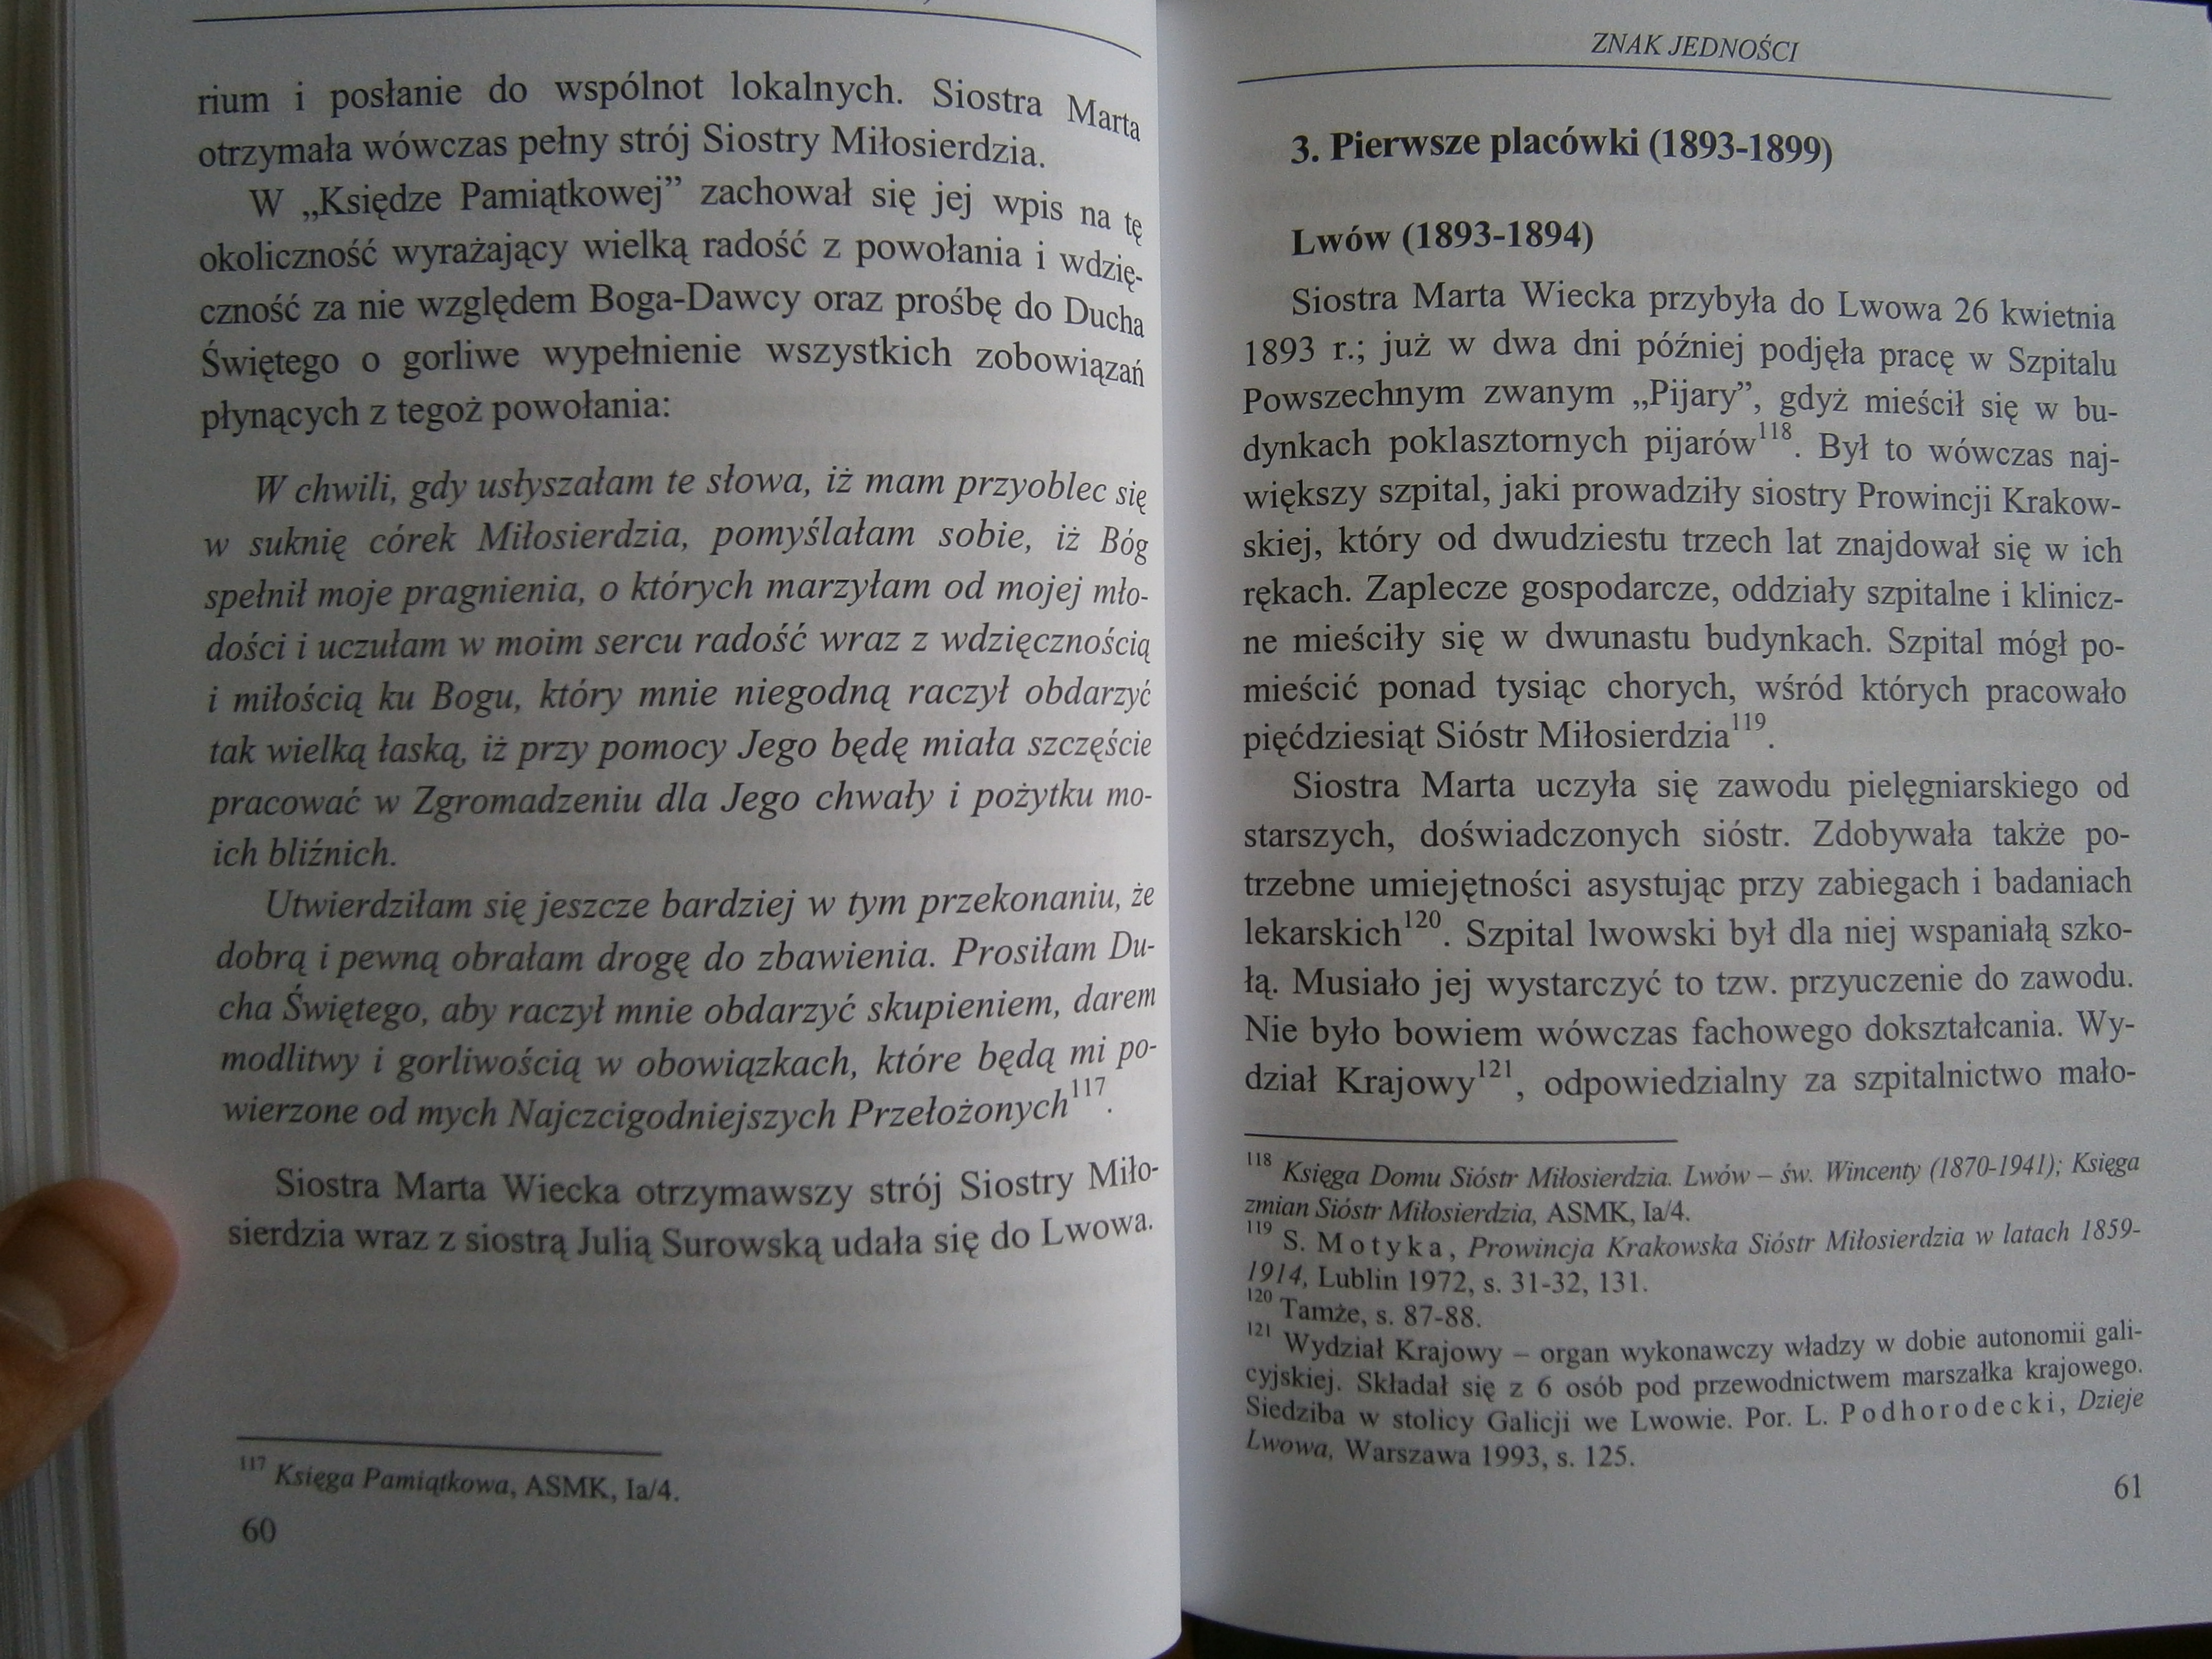 rium i posłanie do wspólnot lokalnych. Siostra Marta
otrzymała wówczas pełny strój Siostry Miłosierdzia.
W „Księdze Pamiątkowej” zachował się jej wpis na tę
okoliczność wyrażający wielką radość z powołania i wdzię-
czność za nie względem Boga-Dawcy oraz prośbę do Ducha
Świętego o gorliwe wypełnienie wszystkich zobowiązań
płynących z tegoż powołania:
W chwili, gdy usłyszałam te słowa, iż mam przyoblec się
w suknię córek Miłosierdzia, pomyślałam sobie, iż Bóg
spełnił moje pragnienia, o których marzyłam od mojej mło-
dości i uczułam w moim sercu radość wraz z wdzięcznością
i miłością ku Bogu, który mnie niegodną raczył obdarzyć
tak wielką łaską, iż przy pomocy Jego będę miała szczęście
pracować w Zgromadzeniu dla Jego chwały i pożytku mo-
ich bliźnich.
Utwierdziłam się jeszcze bardziej w tym przekonaniu, że
dobrą i pewną obrałam drogę do zbawienia. Prosiłam Du-
cha Świętego, aby raczył mnie obdarzyć skupieniem, darem
modlitwy i gorliwością w obowiązkach, które będą mi po-
wierzone od mych Najczcigodniejszych Przełożonych117.
Siostra Marta Wiecka otrzymawszy strój Siostry Miło-
sierdzia wraz z siostrą Julią Surowską udała się do Lwowa.
117 Księga Pamiątkowa, ASMK, Ia/4.
60
ZNAK JEDNOŚCI
3. Pierwsze placówki (1893-1899)
Lwów (1893-1894)
Siostra Marta Wiecka przybyła do Lwowa 26 kwietnia
1893 r.; już w dwa dni później podjęła pracę w Szpitalu
Powszechnym zwanym „Pijary”, gdyż mieścił się w bu-
dynkach poklasztornych pijarów118. Był to wówczas naj-
większy szpital, jaki prowadziły siostry Prowincji Krakow-
skiej, który od dwudziestu trzech lat znajdował się w ich
rękach. Zaplecze gospodarcze, oddziały szpitalne i klinicz-
ne mieściły się w dwunastu budynkach. Szpital mógł po-
mieścić ponad tysiąc chorych, wśród których pracowało
pięćdziesiąt Sióstr Miłosierdzia119.
Siostra Marta uczyła się zawodu pielęgniarskiego od
starszych, doświadczonych sióstr. Zdobywała także po-
trzebne umiejętności asystując przy zabiegach i badaniach
lekarskich120. Szpital lwowski był dla niej wspaniałą szko-
łą. Musiało jej wystarczyć to tzw. przyuczenie do zawodu.
Nie było bowiem wówczas fachowego dokształcania. Wy-
dział Krajowy121, odpowiedzialny za szpitalnictwo mało-
118 Księga Domu Sióstr Miłosierdzia. Lwów – św. Wincenty (1870-1941); Księga
zmian Sióstr Miłosierdzia, ASMK, Ia/4.
119 S. Motyka, Prowincja Krakowska Sióstr Miłosierdzia w latach 1859-
1914, Lublin 1972, s. 31-32, 131.
120 Tamże, s. 87-88.
121 Wydział Krajowy – organ wykonawczy władzy w dobie autonomii gali-
cyjskiej. Składał się z 6 osób pod przewodnictwem marszałka krajowego.
Siedziba w stolicy Galicji we Lwowie. Por. L. Podhorodecki, Dzieje
Lwowa, Warszawa 1993, s. 125.
61